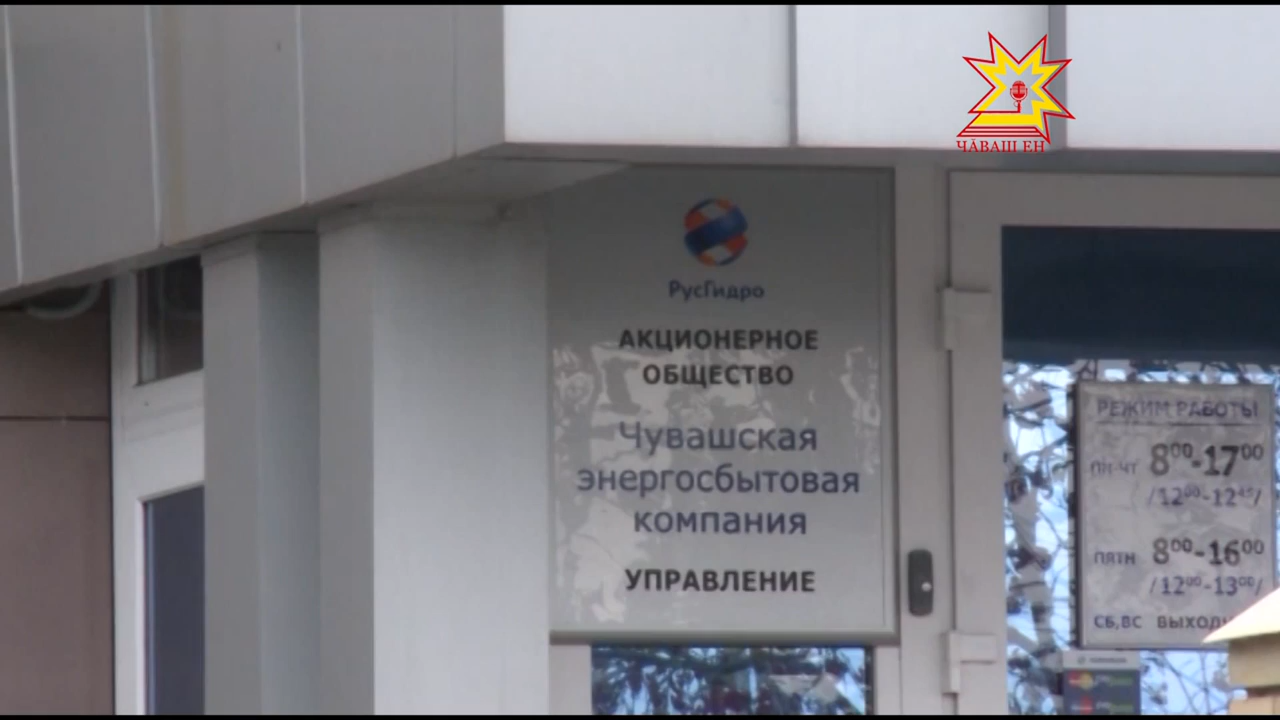 ЧӐВАШ ЕН
РусГидро
АКЦИОНЕРНОЕ
ОБЩЕСТВО
Чувашская
энергосбытовая
компания
УПРАВЛЕНИЕ
РЕЖИМ РАБОТЫ
ПН-ЧТ 8⁰⁰-17⁰⁰
/12⁰⁰-12⁴⁵/
ПЯТН 8⁰⁰-16⁰⁰
/12⁰⁰-13⁰⁰/
СБ,ВС